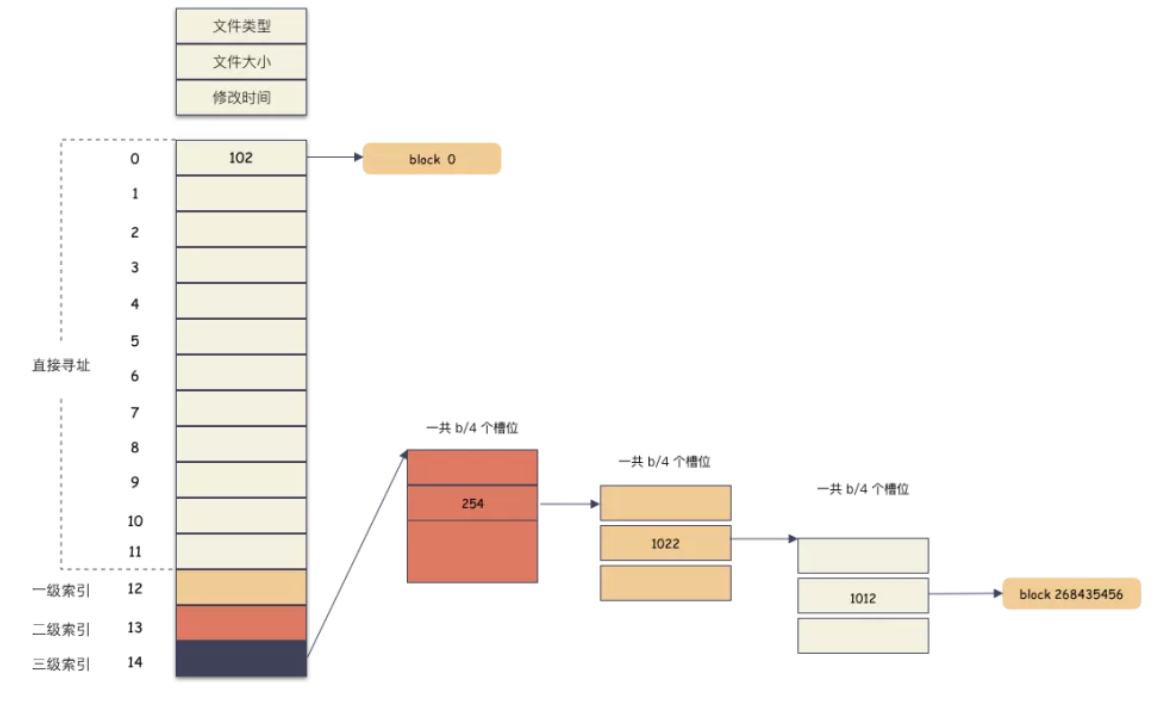 文件类型
文件大小
修改时间
0
102
block 0
1
2
3
4
5
直接寻址
6
7
8
9
10
11
一级索引
12
二级索引
13
三级索引
14
一共 b/4 个槽位
254
一共 b/4 个槽位
1022
一共 b/4 个槽位
1012
block 268435456